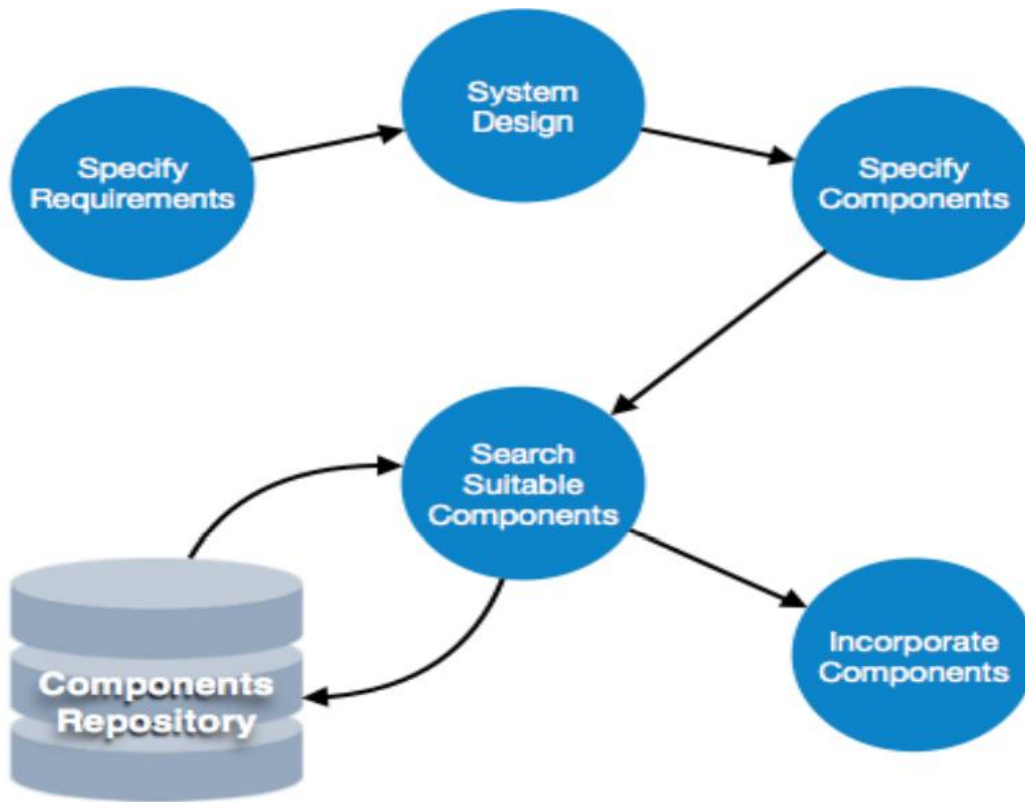 System
Design
Specify
Requirements
Specify
Components
Search
Suitable
Components
Components
Repository
Incorporate
Components